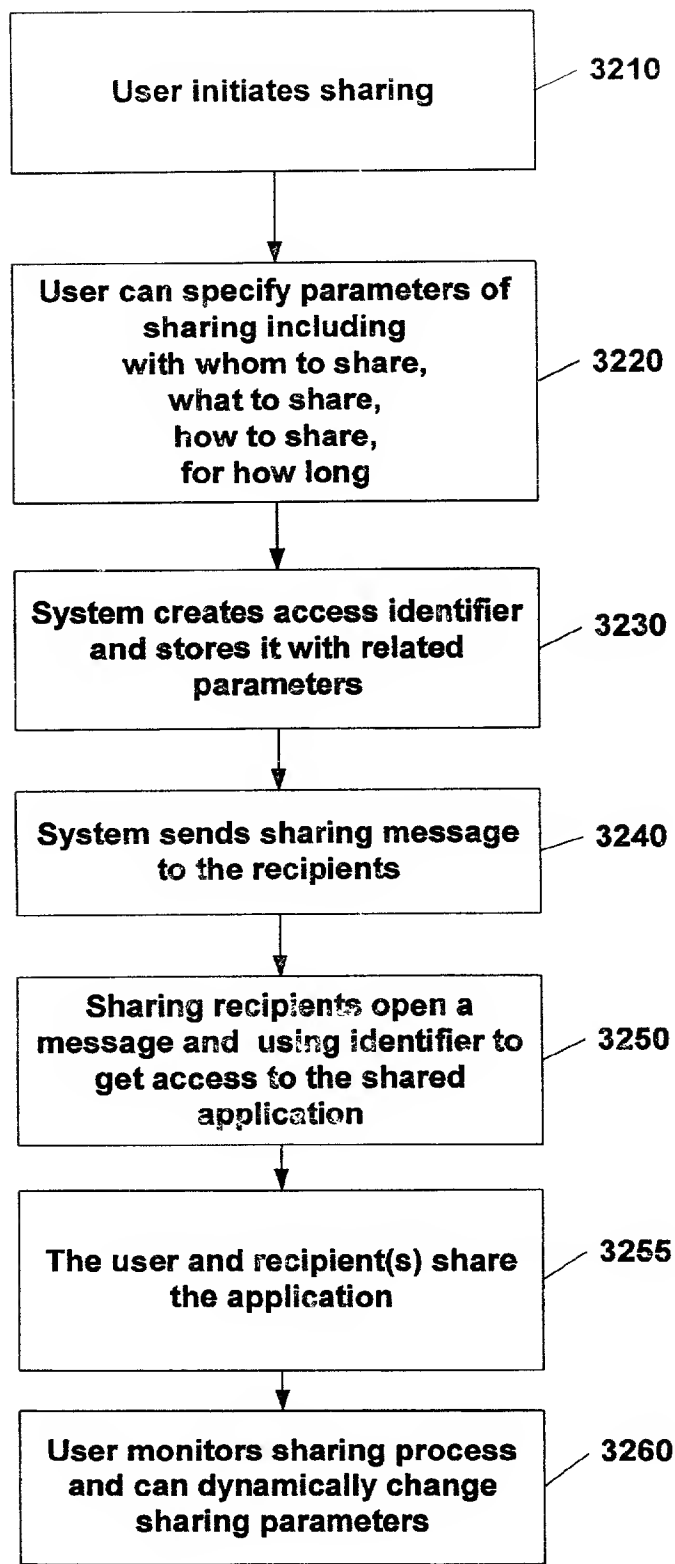 User initiates sharing
3210
User can specify parameters of
sharing including
with whom to share,
what to share,
how to share,
for how long
3220
System creates access identifier
and stores it with related
parameters
3230
System sends sharing message
to the recipients
3240
Sharing recipients open a
message and using identifier to
get access to the shared
application
3250
The user and recipient(s) share
the application
3255
User monitors sharing process
and can dynamically change
sharing parameters
3260